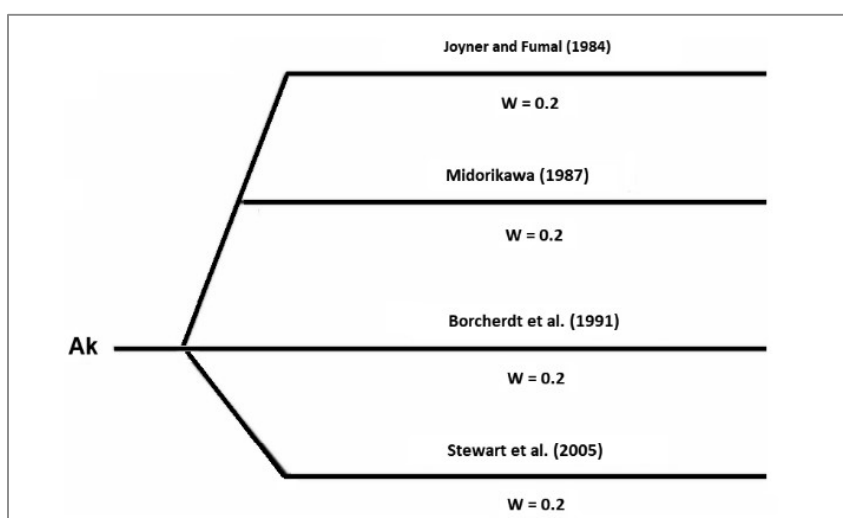 Joyner and Fumal (1984)
W = 0.2
Midorikawa (1987)
W = 0.2
Ak
Borcherdt et al. (1991)
W = 0.2
Stewart et al. (2005)
W = 0.2